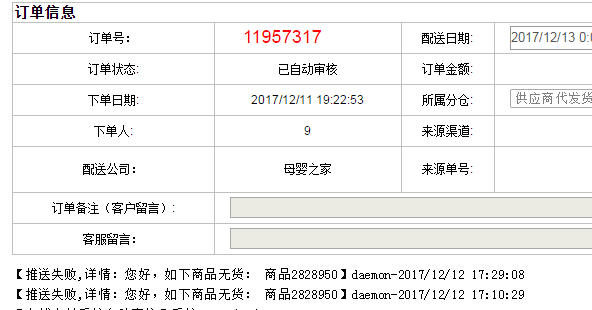 订单信息
订单号: 11957317 配送日期: 2017/12/13 0:0
订单状态: 已自动审核 订单金额:
下单日期: 2017/12/11 19:22:53 所属分仓: 供应商代发货
下单人: 9 来源渠道:
配送公司: 母婴之家 来源单号:
订单备注(客户留言):
客服留言:
【推送失败,详情: 您好, 如下商品无货: 商品2828950】daemon-2017/12/12 17:29:08
【推送失败,详情: 您好, 如下商品无货: 商品2828950】daemon-2017/12/12 17:10:29